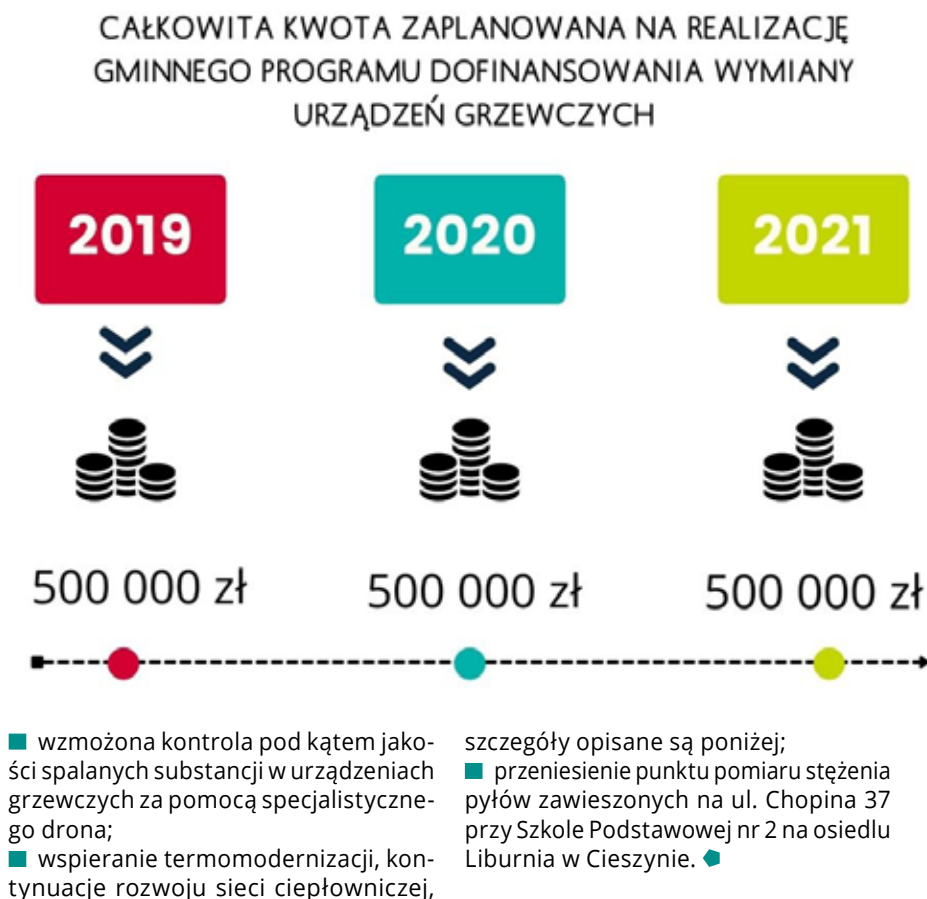 CAŁKOWITA KWOTA ZAPLANOWANA NA REALIZACJĘ
GMINNEGO PROGRAMU DOFINANSOWANIA WYMIANY
URZĄDZEŃ GRZEWCZYCH
2019
2020
2021
500 000 zł
500 000 zł
500 000 zł
wzmożona kontrola pod kątem jako-
ści spalanych substancji w urządzeniach
grzewczych za pomocą specjalistyczne-
go drona;
wspieranie termomodernizacji, kon-
tynuacje rozwoju sieci ciepłowniczej,
szczegóły opisane są poniżej;
przeniesienie punktu pomiaru stężenia
pyłów zawieszonych na ul. Chopina 37
przy Szkole Podstawowej nr 2 na osiedlu
Liburnia w Cieszynie.